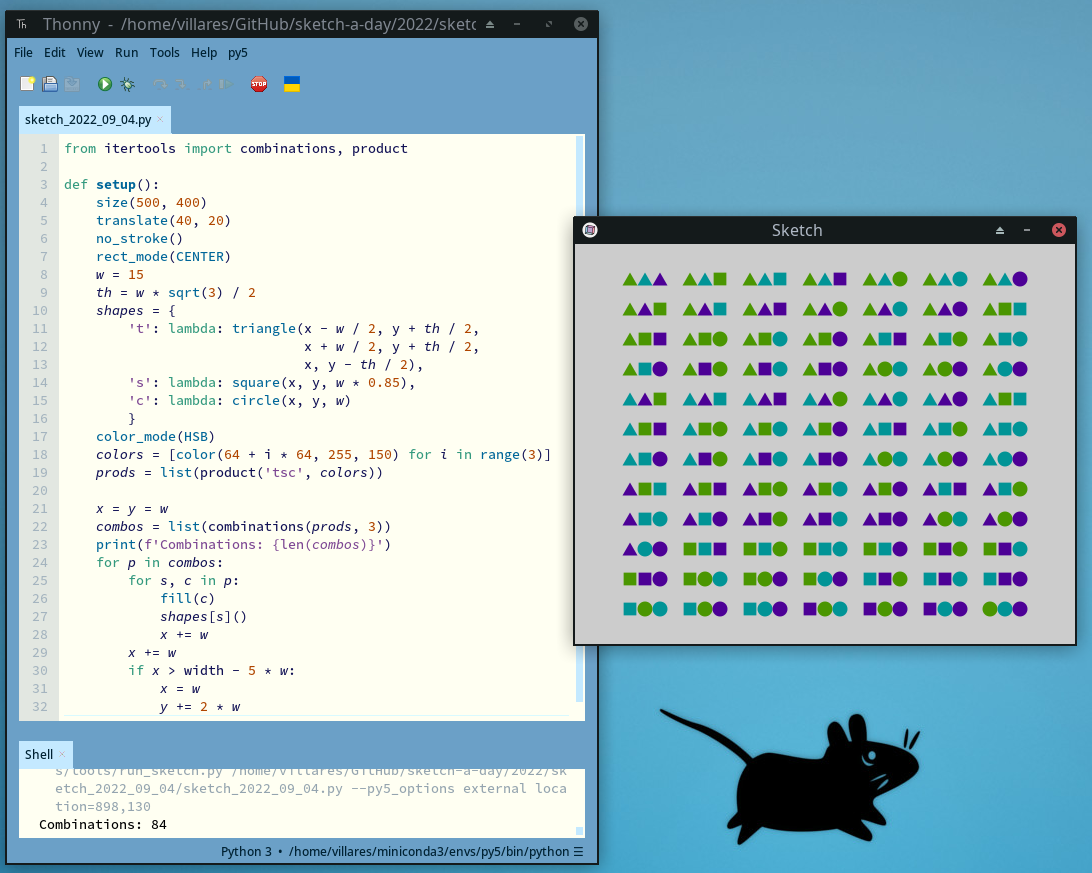 Th Thonny - /home/villares/GitHub/sketch-a-day/2022/sketc
File Edit View Run Tools Help py5
STOP
sketch_2022_09_04.py ×
1 from itertools import combinations, product
2
3 def setup():
4     size(500, 400)
5     translate(40, 20)
6     no_stroke()
7     rect_mode(CENTER)
8     w = 15
9     th = w * sqrt(3) / 2
10     shapes = {
11         't': lambda: triangle(x - w / 2, y + th / 2,
12                               x + w / 2, y + th / 2,
13                               x, y - th / 2),
14         's': lambda: square(x, y, w * 0.85),
15         'c': lambda: circle(x, y, w)
16         }
17     color_mode(HSB)
18     colors = [color(64 + i * 64, 255, 150) for i in range(3)]
19     prods = list(product('tsc', colors))
20
21     x = y = w
22     combos = list(combinations(prods, 3))
23     print(f'Combinations: {len(combos)}')
24     for p in combos:
25         for s, c in p:
26             fill(c)
27             shapes[s]()
28             x += w
29         x += w
30         if x > width - 5 * w:
31             x = w
32             y += 2 * w
Shell ×
s/tools/run_sketch.py /home/villares/GitHub/sketch-a-day/2022/sk
etch_2022_09_04/sketch_2022_09_04.py --py5_options external loca
tion=898,130
Combinations: 84
Python 3 • /home/villares/miniconda3/envs/py5/bin/python ☰
Sketch